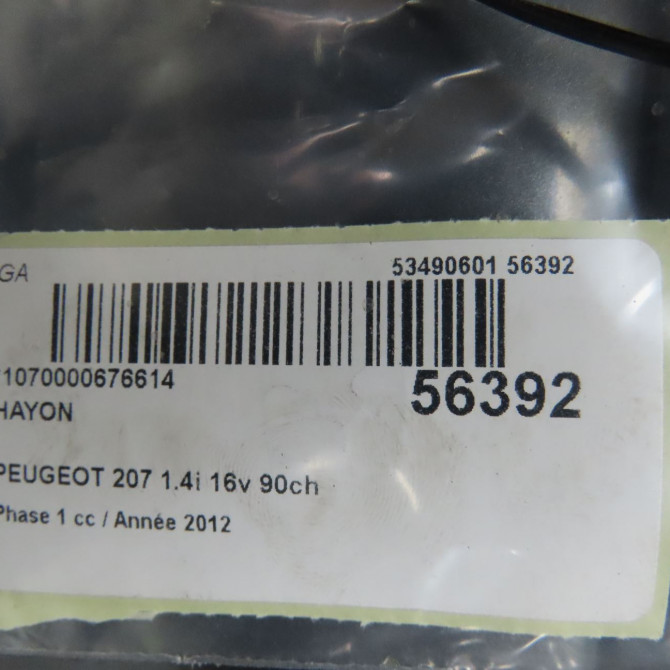 GA
53490601 56392
1070000676614
56392
HAYON
PEUGEOT 207 1.4i 16v 90ch
Phase 1 cc / Année 2012